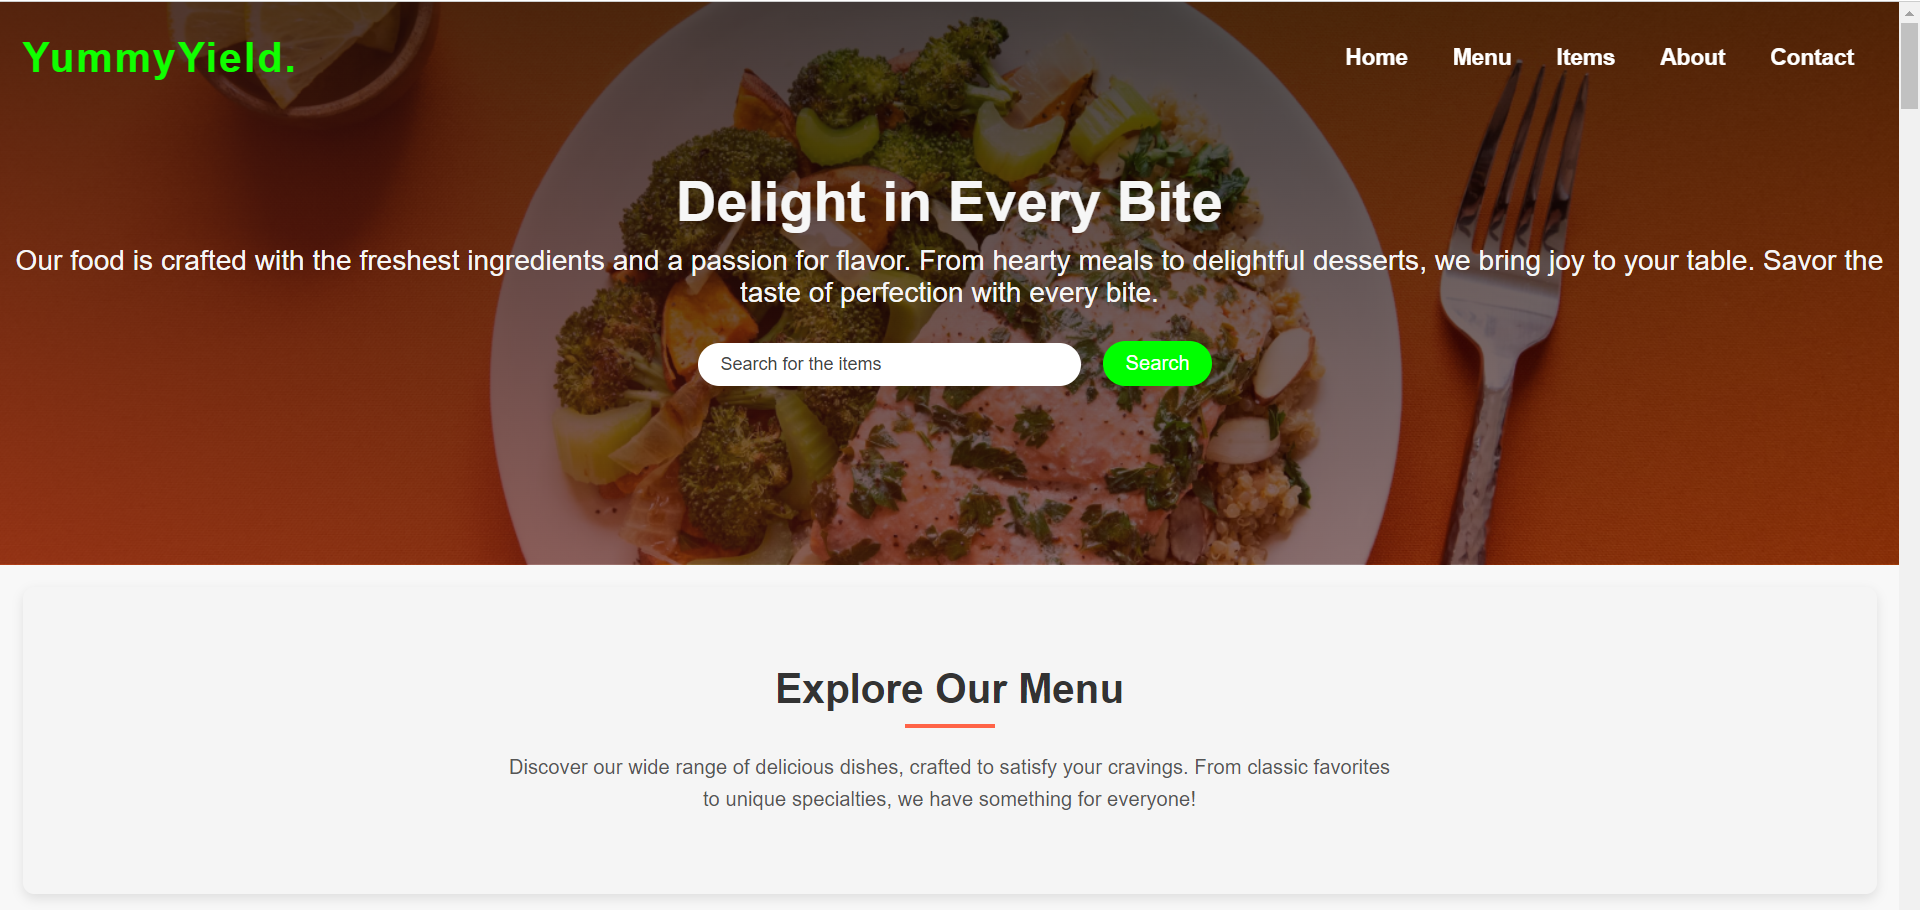 YummyYield.
Home Menu Items About Contact
Delight in Every Bite
Our food is crafted with the freshest ingredients and a passion for flavor. From hearty meals to delightful desserts, we bring joy to your table. Savor the
taste of perfection with every bite.
Search for the items Search
Explore Our Menu
Discover our wide range of delicious dishes, crafted to satisfy your cravings. From classic favorites
to unique specialties, we have something for everyone!